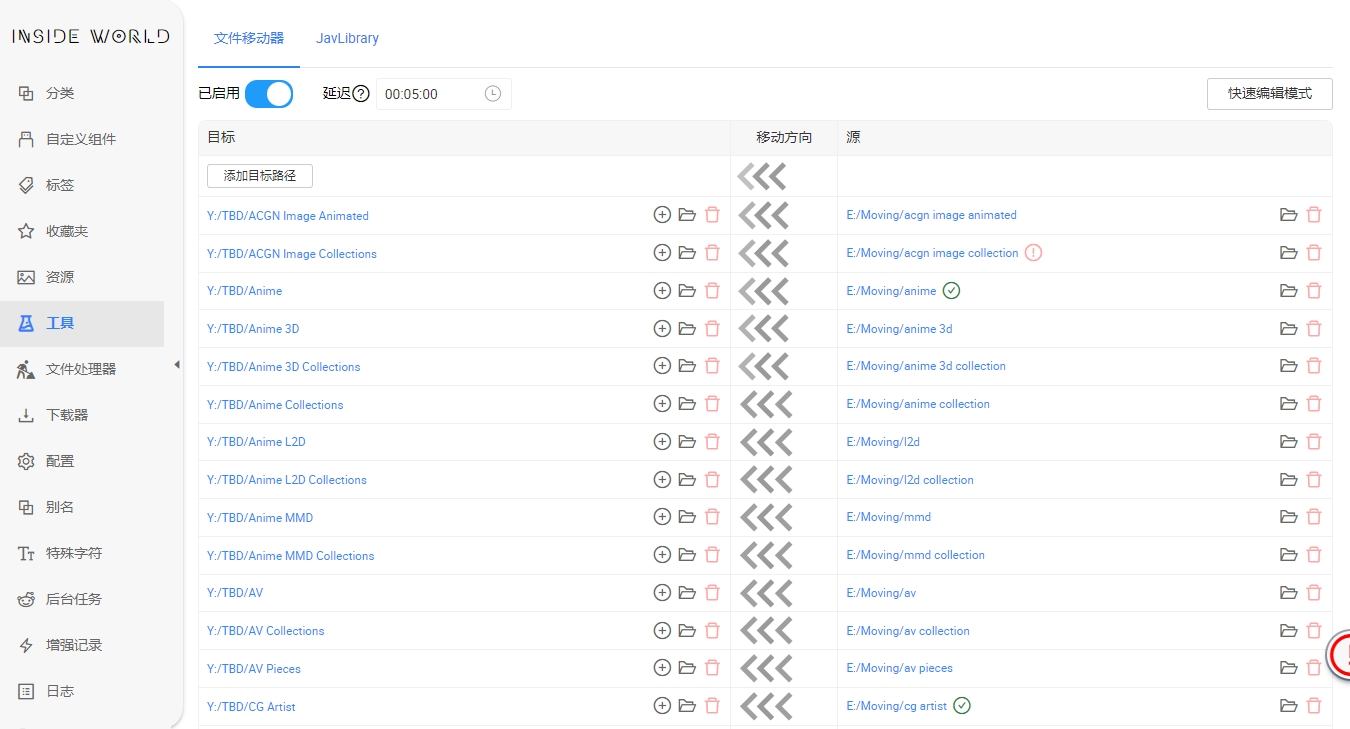 INSIDE WORLD
分类
自定义组件
标签
收藏夹
资源
工具
文件处理器
下载器
配置
别名
特殊字符
后台任务
增强记录
日志
文件移动器 JavLibrary
已启用 延迟 00:05:00 快速编辑模式
目标 移动方向 源
添加目标路径
Y:/TBD/ACGN Image Animated E:/Moving/acgn image animated
Y:/TBD/ACGN Image Collections E:/Moving/acgn image collection
Y:/TBD/Anime E:/Moving/anime
Y:/TBD/Anime 3D E:/Moving/anime 3d
Y:/TBD/Anime 3D Collections E:/Moving/anime 3d collection
Y:/TBD/Anime Collections E:/Moving/anime collection
Y:/TBD/Anime L2D E:/Moving/l2d
Y:/TBD/Anime L2D Collections E:/Moving/l2d collection
Y:/TBD/Anime MMD E:/Moving/mmd
Y:/TBD/Anime MMD Collections E:/Moving/mmd collection
Y:/TBD/AV E:/Moving/av
Y:/TBD/AV Collections E:/Moving/av collection
Y:/TBD/AV Pieces E:/Moving/av pieces
Y:/TBD/CG Artist E:/Moving/cg artist